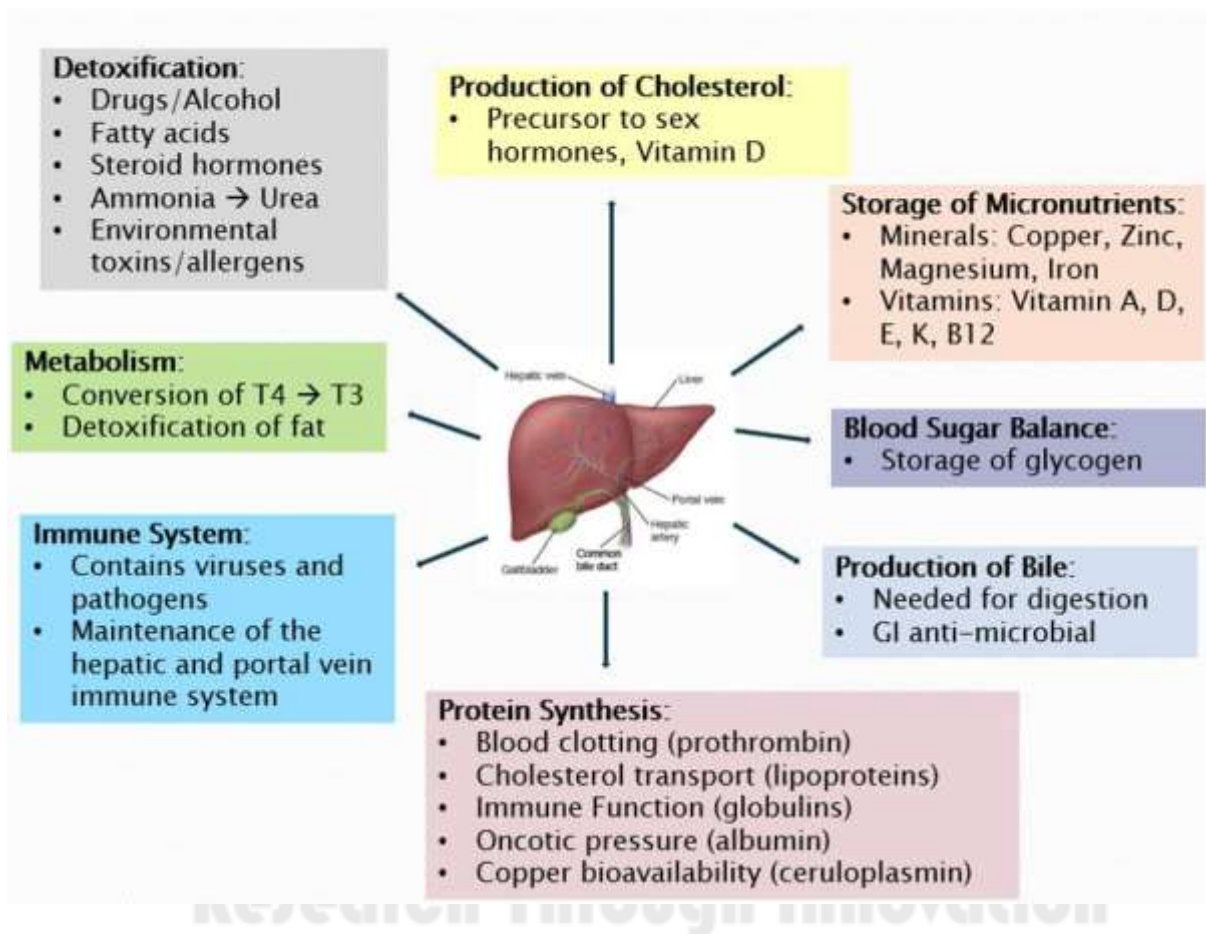 Detoxification:
• Drugs/Alcohol
• Fatty acids
• Steroid hormones
• Ammonia → Urea
• Environmental
toxins/allergens
Production of Cholesterol:
• Precursor to sex
hormones, Vitamin D
Storage of Micronutrients:
• Minerals: Copper, Zinc,
Magnesium, Iron
• Vitamins: Vitamin A, D,
E, K, B12
Metabolism:
• Conversion of T4 → T3
• Detoxification of fat
Hepatic vein
Liver
Portal vein
Hepatic
artery
Common
bile duct
Gallbladder
Blood Sugar Balance:
• Storage of glycogen
Immune System:
• Contains viruses and
pathogens
• Maintenance of the
hepatic and portal vein
immune system
Production of Bile:
• Needed for digestion
• GI anti-microbial
Protein Synthesis:
• Blood clotting (prothrombin)
• Cholesterol transport (lipoproteins)
• Immune Function (globulins)
• Oncotic pressure (albumin)
• Copper bioavailability (ceruloplasmin)
Research Through Innovation